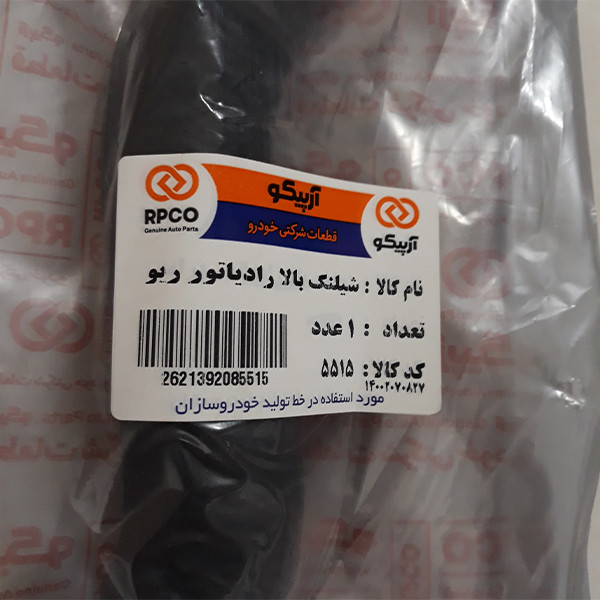 آرپیکو
قطعات شرکتی خودرو
RPCO
Genuine Auto Parts
آرپیکو
نام کالا : شیلنگ بالا رادیاتور ریو
تعداد : ۱ عدد
کد کالا : ۵۵۱۵
۱۴۰۰۲۰۷۰۸۲۷
2621392085515
مورد استفاده در خط تولید خودروسازان